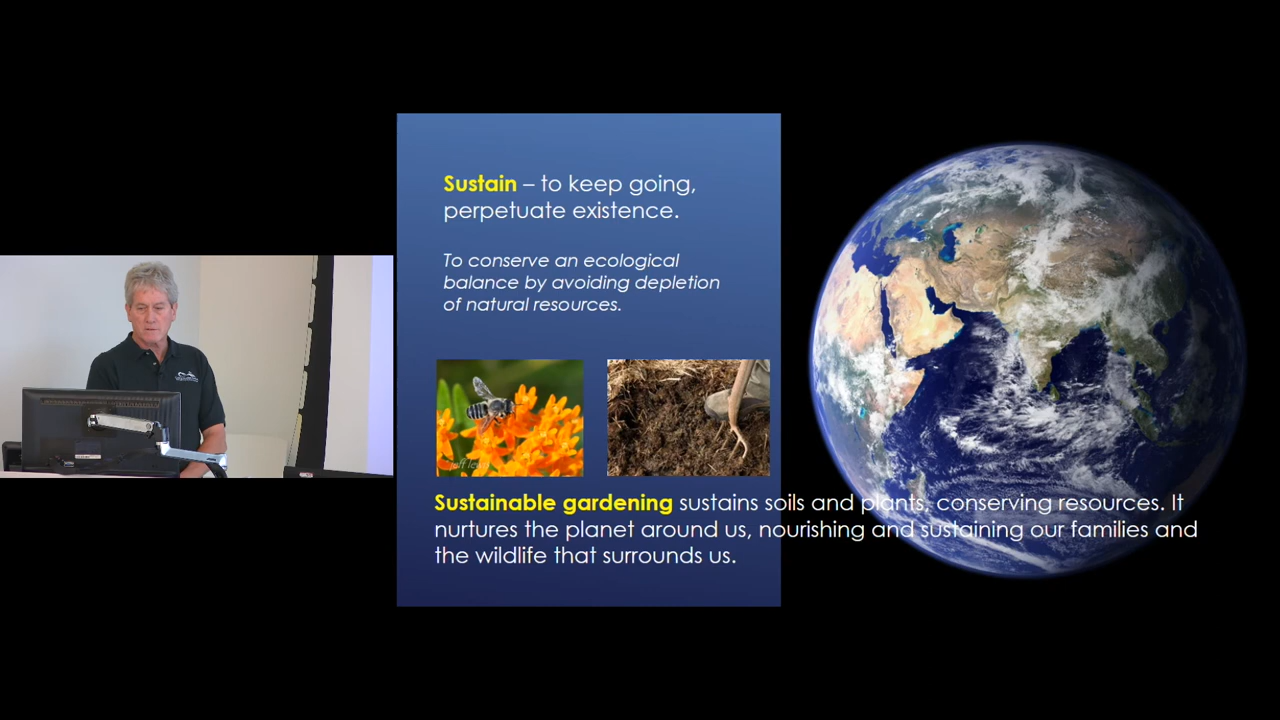 Sustain – to keep going,
perpetuate existence.
To conserve an ecological
balance by avoiding depletion
of natural resources.
Sustainable gardening sustains soils and plants, conserving resources. It
nurtures the planet around us, nourishing and sustaining our families and
the wildlife that surrounds us.